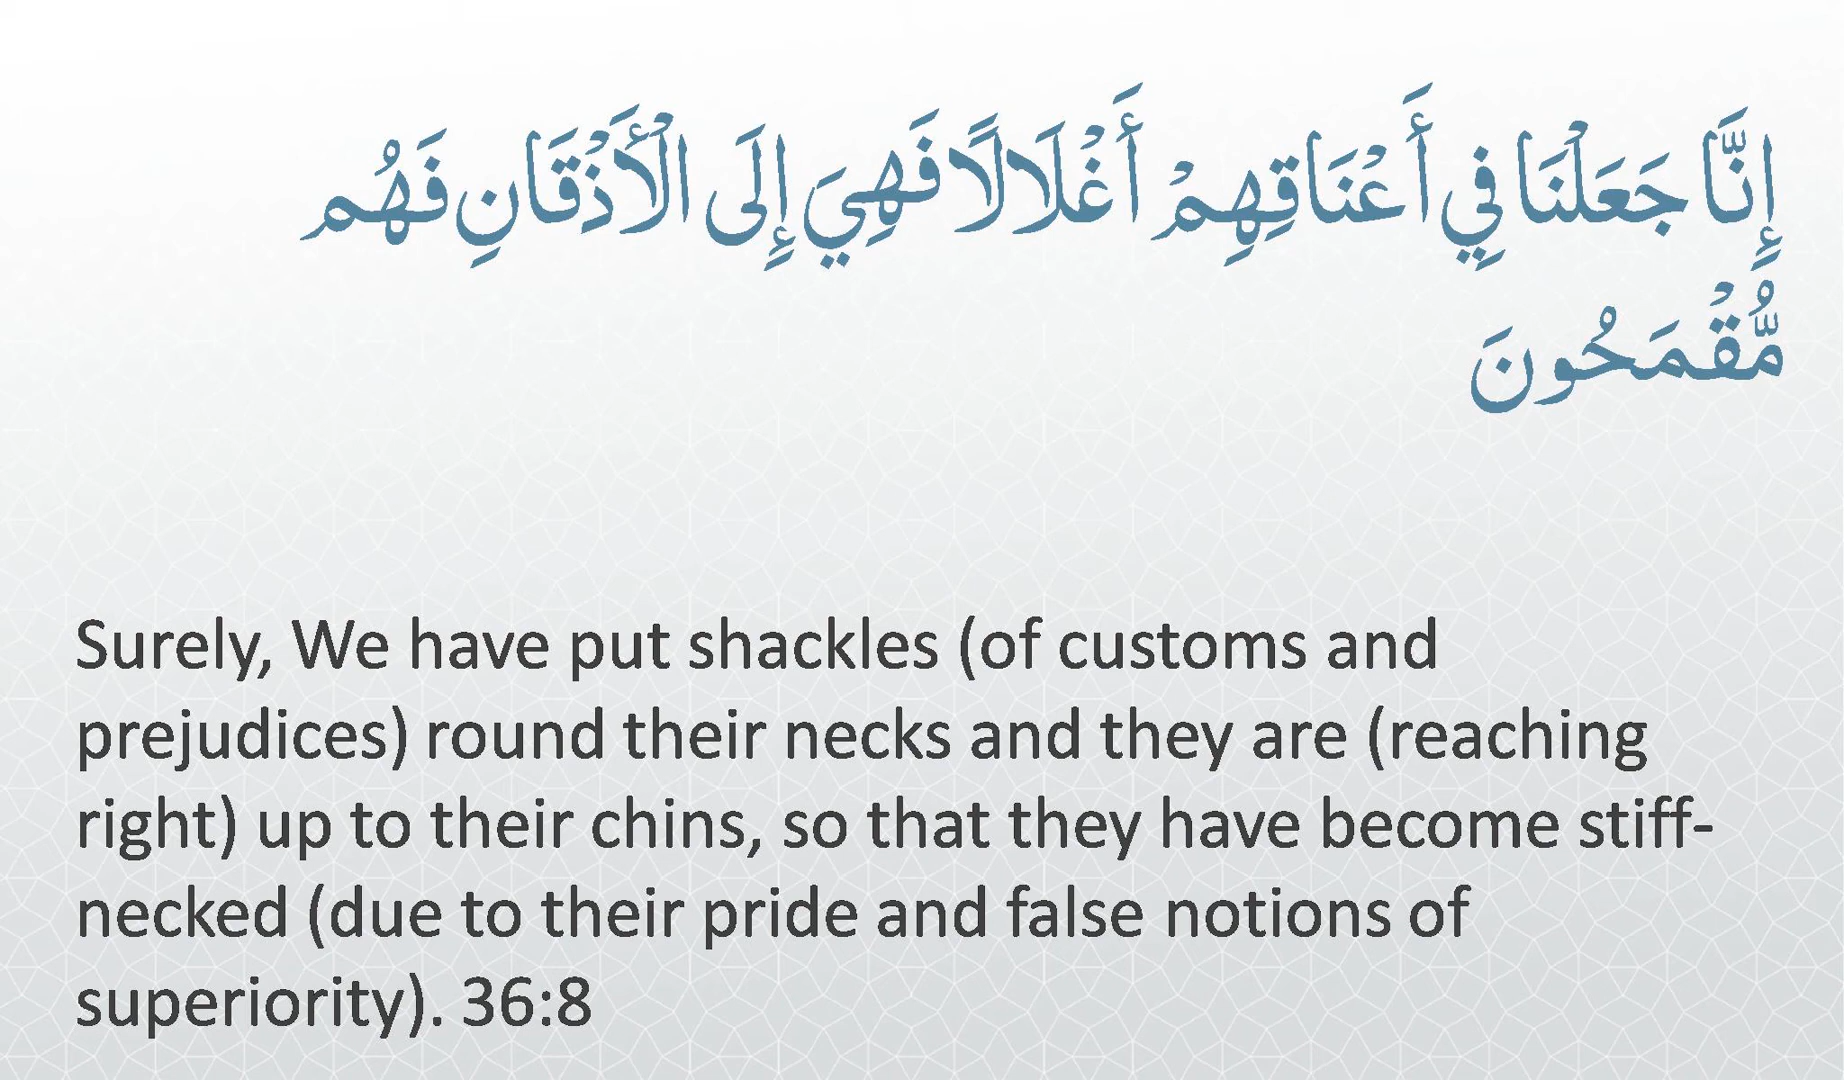 إِنَّا جَعَلْنَا فِي أَعْنَاقِهِمْ أَغْلَالًا فَهِيَ إِلَى الْأَذْقَانِ فَهُم
مُّقْمَحُونَ
Surely, We have put shackles (of customs and
prejudices) round their necks and they are (reaching
right) up to their chins, so that they have become stiff-
necked (due to their pride and false notions of
superiority). 36:8